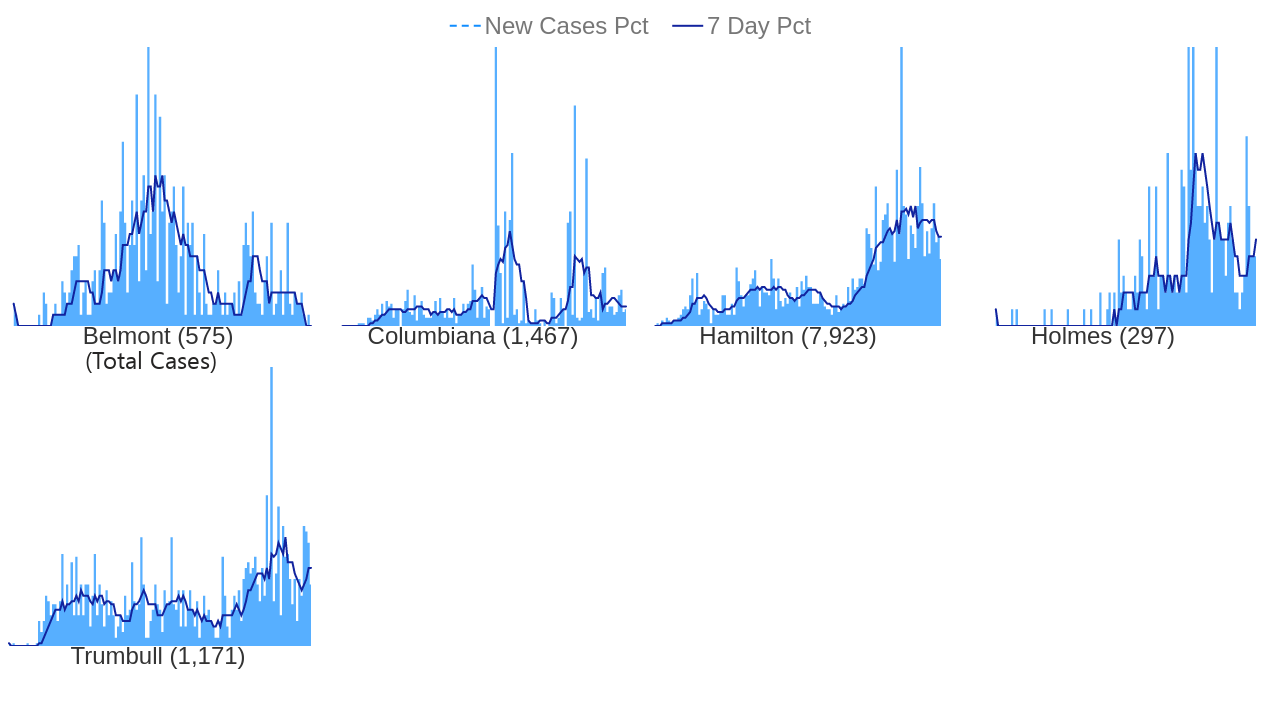 New Cases Pct 7 Day Pct
Belmont (575) Columbiana (1,467) Hamilton (7,923) Holmes (297)
(Total Cases)
Trumbull (1,171)